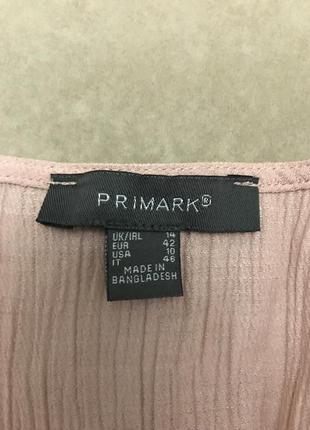 PRIMARK®
UK/IRL 14
EUR 42
USA 10
IT 46
MADE IN
BANGLADESH